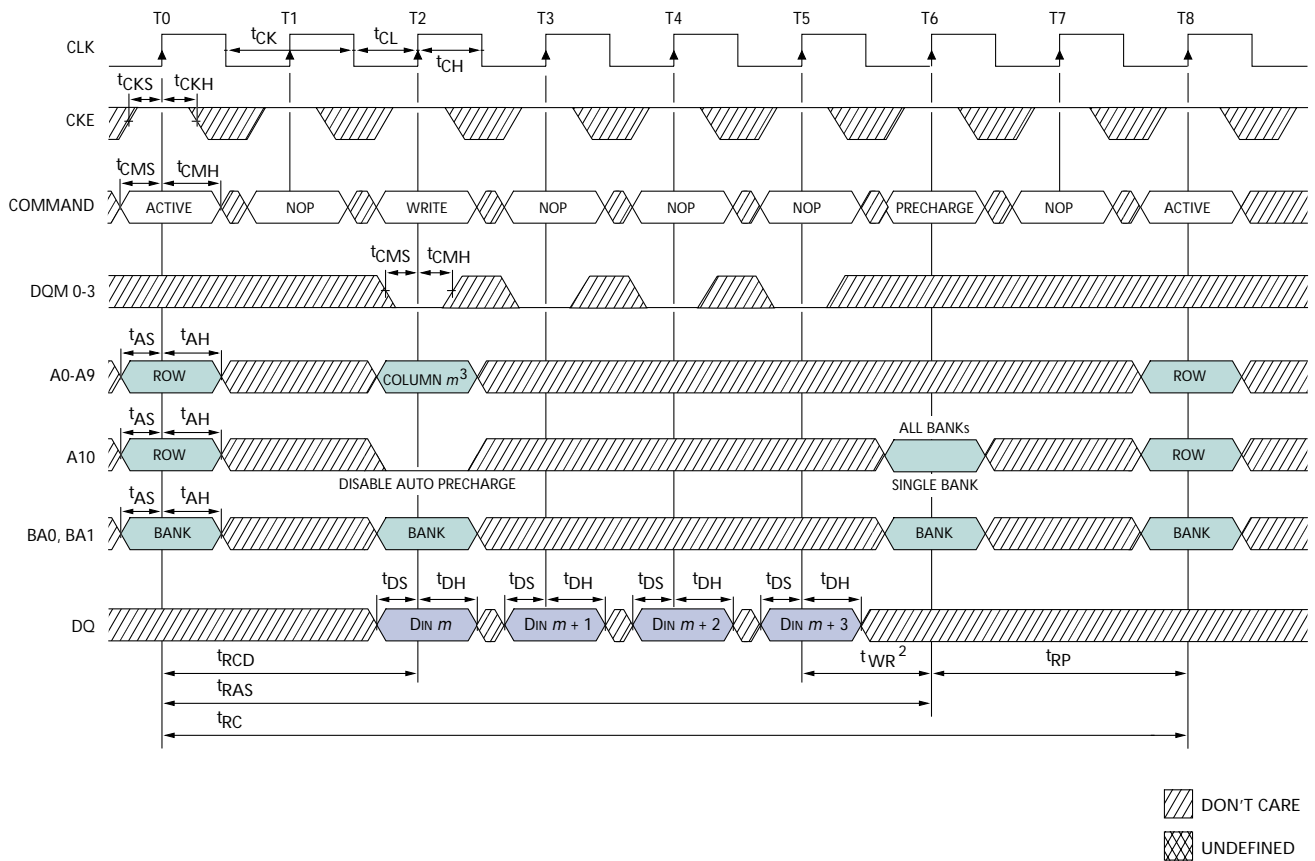 T0 T1 T2 T3 T4 T5 T6 T7 T8
CLK
tCK tCL
tCH
tCKS tCKH
CKE
tCMS tCMH
COMMAND ACTIVE NOP WRITE NOP NOP NOP PRECHARGE NOP ACTIVE
tCMS tCMH
DQM 0-3
tAS tAH
A0-A9 ROW COLUMN m³ ROW
tAS tAH
ALL BANKs
A10 ROW ROW
DISABLE AUTO PRECHARGE SINGLE BANK
tAS tAH
BA0, BA1 BANK BANK BANK BANK
tDS tDH tDS tDH tDS tDH tDS tDH
DQ DIN m DIN m + 1 DIN m + 2 DIN m + 3
tRCD tWR² tRP
tRAS
tRC
DON'T CARE
UNDEFINED